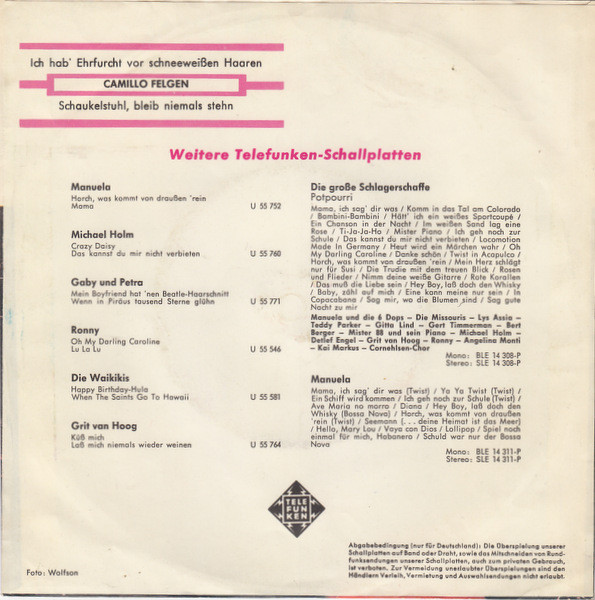 Ich hab' Ehrfurcht vor schneeweißen Haaren
CAMILLO FELGEN
Schaukelstuhl, bleib niemals stehn
Weitere Telefunken-Schallplatten
Manuela
Horch, was kommt von draußen 'rein
Mama U 55 752
Michael Holm
Crazy Daisy
Das kannst du mir nicht verbieten U 55 760
Gaby und Petra
Mein Boyfriend hat 'nen Beatle-Haarschnitt
Wenn in Piräus tausend Sterne glühn U 55 771
Ronny
Oh My Darling Caroline
Lu La Lu U 55 546
Die Waikikis
Happy Birthday-Hula
When The Saints Go To Hawaii U 55 581
Grit van Hoog
Küß mich
Laß mich niemals wieder weinen U 55 764
Die große Schlagerschaffe
Potpourri
Mama, ich sag' dir was / Komm in das Tal am Colorado
/ Bambini-Bambini / Hätt' ich ein weißes Sportcoupé /
Ein Chanson in der Nacht / Im weißen Sand lag eine
Rose / Ti-Jo-Ja-Ho / Mister Piano / Ich geh noch zur
Schule / Das kannst du mir nicht verbieten / Locomotion
Made In Germany / Heut wird ein Märchen wahr / Oh
My Darling Caroline / Danke schön / Twist in Acapulco /
Horch, was kommt von draußen 'rein / Mein Herz schlägt
nur für Susi / Die Trudie mit dem treuen Blick / Rosen
und Flieder / Nimm deine weiße Gitarre / Rote Korallen
/ Das muß die Liebe sein / Hey Boy, laß doch den Whisky
/ Baby, zähl auf mich / Eine kann meine nur sein / 
Copacabana / Sag mir, wo die Blumen sind / Sag gute
Nacht zu mir
Manuela und die 6 Dops – Die Missouris – Lys Assia –
Teddy Parker – Gitta Lind – Gert Timmerman – Bert
Berger – Mister 88 und sein Piano – Michael Holm –
Detlef Engel – Grit van Hoog – Ronny – Angelina Monti
– Kai Markus – Cornehlsen-Chor
Mono: BLE 14 308-P
Stereo: SLE 14 308-P
Manuela
Mama, ich sag' dir was (Twist) / Ya Ya Twist (Twist) /
Ein Schiff wird kommen / Ich geh noch zur Schule (Twist) /
Ave Maria no morro / Diana / Hey Boy, laß doch den
Whisky (Bossa Nova) / Horch, was kommt von draußen
'rein (Twist) / Seemann (... deine Heimat ist das Meer)
/ Hello, Mary Lou / Vaya con Dios / Lollipop / Spiel noch
einmal für mich, Habanero / Schuld war nur der Bossa
Nova
Mono: BLE 14 311-P
Stereo: SLE 14 311-P
TELE
FUN
KEN
Abgabebedingung (nur für Deutschland): Die Überspielung unserer
Schallplatten auf Band oder Draht, sowie das Mitschneiden von Rund-
funksendungen unserer Schallplatten, auch zum privaten Gebrauch,
ist verboten. Zur Vermeidung unerlaubter Überspielungen sind den
Händlern Verleih, Vermietung und Auswahlsendungen nicht erlaubt.
Foto: Wolfson